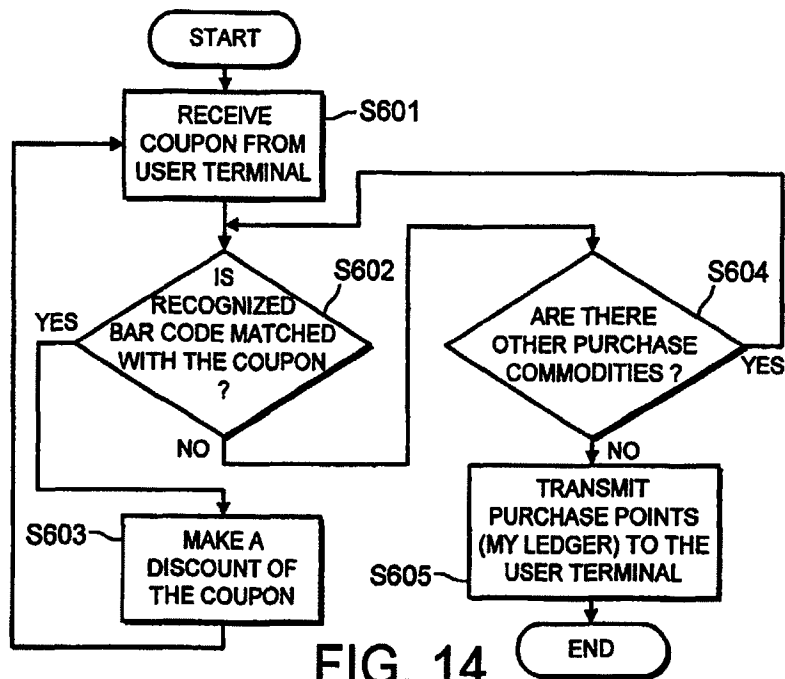 START
RECEIVE
COUPON FROM
USER TERMINAL
S601
IS
RECOGNIZED
BAR CODE MATCHED
WITH THE COUPON
?
S602
YES
NO
MAKE A
DISCOUNT OF
THE COUPON
S603
ARE THERE
OTHER PURCHASE
COMMODITIES ?
S604
YES
NO
TRANSMIT
PURCHASE POINTS
(MY LEDGER) TO THE
USER TERMINAL
S605
END
FIG. 14